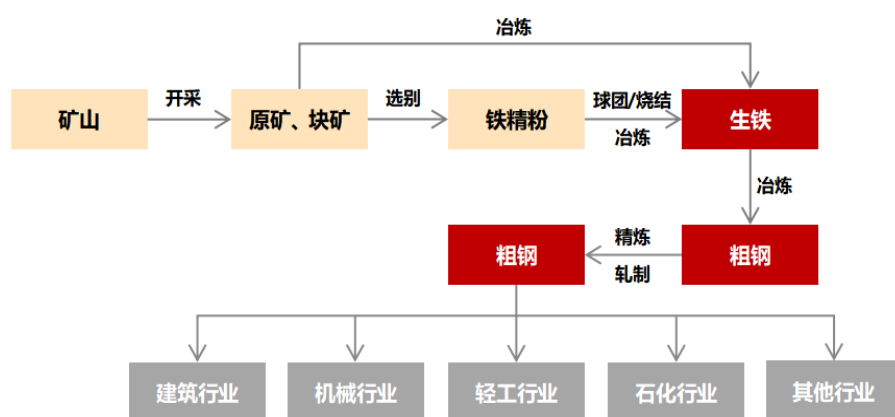 冶炼
矿山
开采
原矿、块矿
选别
铁精粉
球团/烧结
冶炼
生铁
冶炼
粗钢
精炼
轧制
粗钢
建筑行业
机械行业
轻工行业
石化行业
其他行业